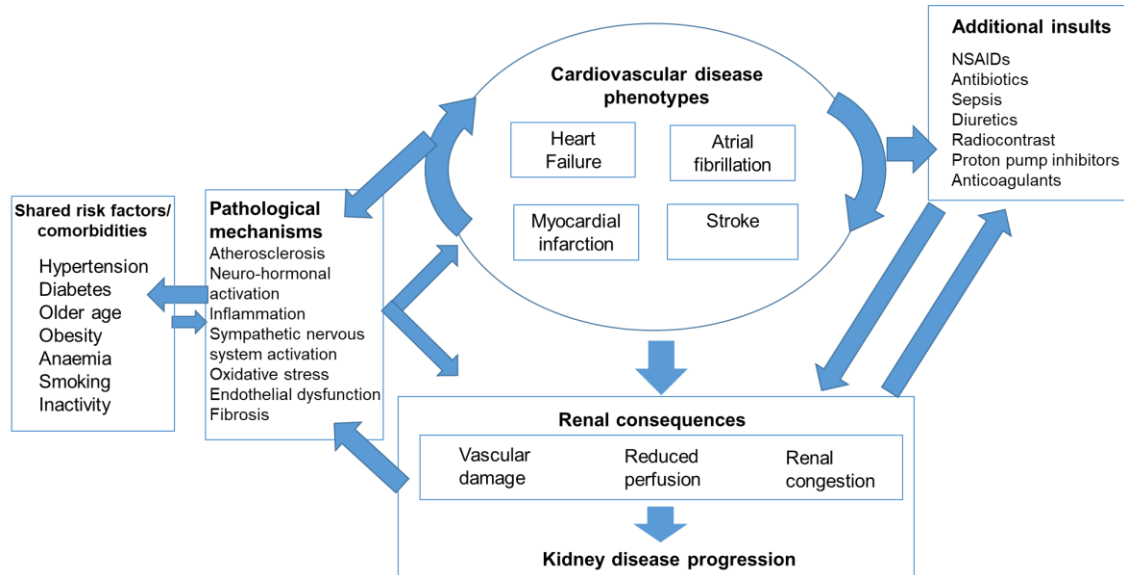 Shared risk factors/
comorbidities
Hypertension
Diabetes
Older age
Obesity
Anaemia
Smoking
Inactivity
Pathological
mechanisms
Atherosclerosis
Neuro-hormonal
activation
Inflammation
Sympathetic nervous
system activation
Oxidative stress
Endothelial dysfunction
Fibrosis
Cardiovascular disease
phenotypes
Heart
Failure
Atrial
fibrillation
Myocardial
infarction
Stroke
Additional insults
NSAIDs
Antibiotics
Sepsis
Diuretics
Radiocontrast
Proton pump inhibitors
Anticoagulants
Renal consequences
Vascular
damage
Reduced
perfusion
Renal
congestion
Kidney disease progression